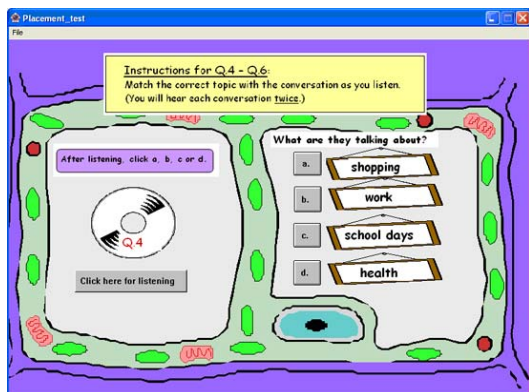 Placement_test
File
Instructions for Q.4 - Q.6:
Match the correct topic with the conversation as you listen.
(You will hear each conversation twice.)
After listening, click a, b, c or d.
Q.4
Click here for listening
What are they talking about?
a. shopping
b. work
c. school days
d. health